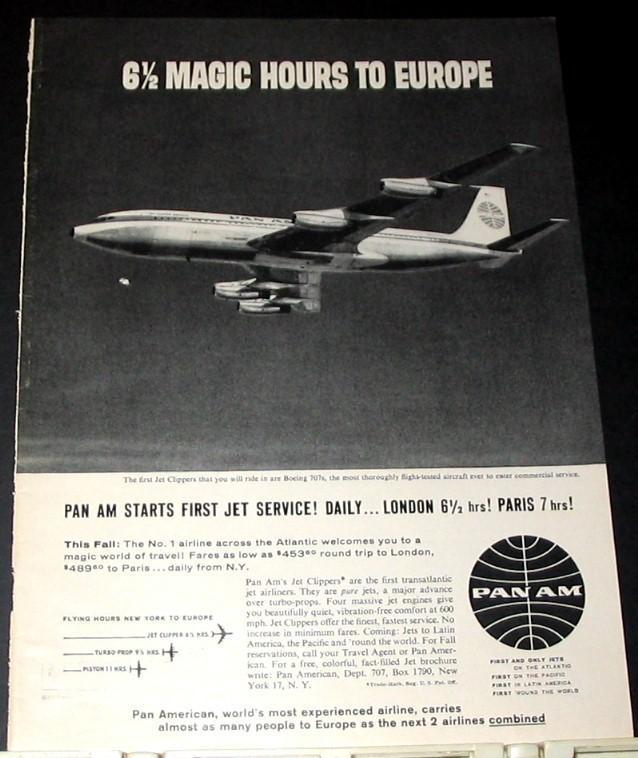 6½ MAGIC HOURS TO EUROPE
PAN AM
The first Jet Clippers that you will ride in are Boeing 707s, the most thoroughly flight-tested aircraft ever to enter commercial service.
PAN AM STARTS FIRST JET SERVICE! DAILY... LONDON 6½ hrs! PARIS 7 hrs!
This Fall: The No. 1 airline across the Atlantic welcomes you to a
magic world of travel! Fares as low as $453⁶⁰ round trip to London,
$489⁶⁰ to Paris... daily from N.Y.
Pan Am's Jet Clippers* are the first transatlantic
jet airliners. They are pure jets, a major advance
over turbo-props. Four massive jet engines give
you beautifully quiet, vibration-free comfort at 600
mph. Jet Clippers offer the finest, fastest service. No
increase in minimum fares. Coming: Jets to Latin
America, the Pacific and 'round the world. For Fall
reservations, call your Travel Agent or Pan Amer-
ican. For a free, colorful, fact-filled Jet brochure
write: Pan American, Dept. 707, Box 1790, New
York 17, N. Y.
*Trade-Mark, Reg. U.S. Pat. Off.
FLYING HOURS NEW YORK TO EUROPE
JET CLIPPER 6½ HRS.
TURBO PROP 9½ HRS.
PISTON 11 HRS.
PAN AM
FIRST AND ONLY JETS
ON THE ATLANTIC
FIRST ON THE PACIFIC
FIRST IN LATIN AMERICA
FIRST 'ROUND THE WORLD
Pan American, world's most experienced airline, carries
almost as many people to Europe as the next 2 airlines combined